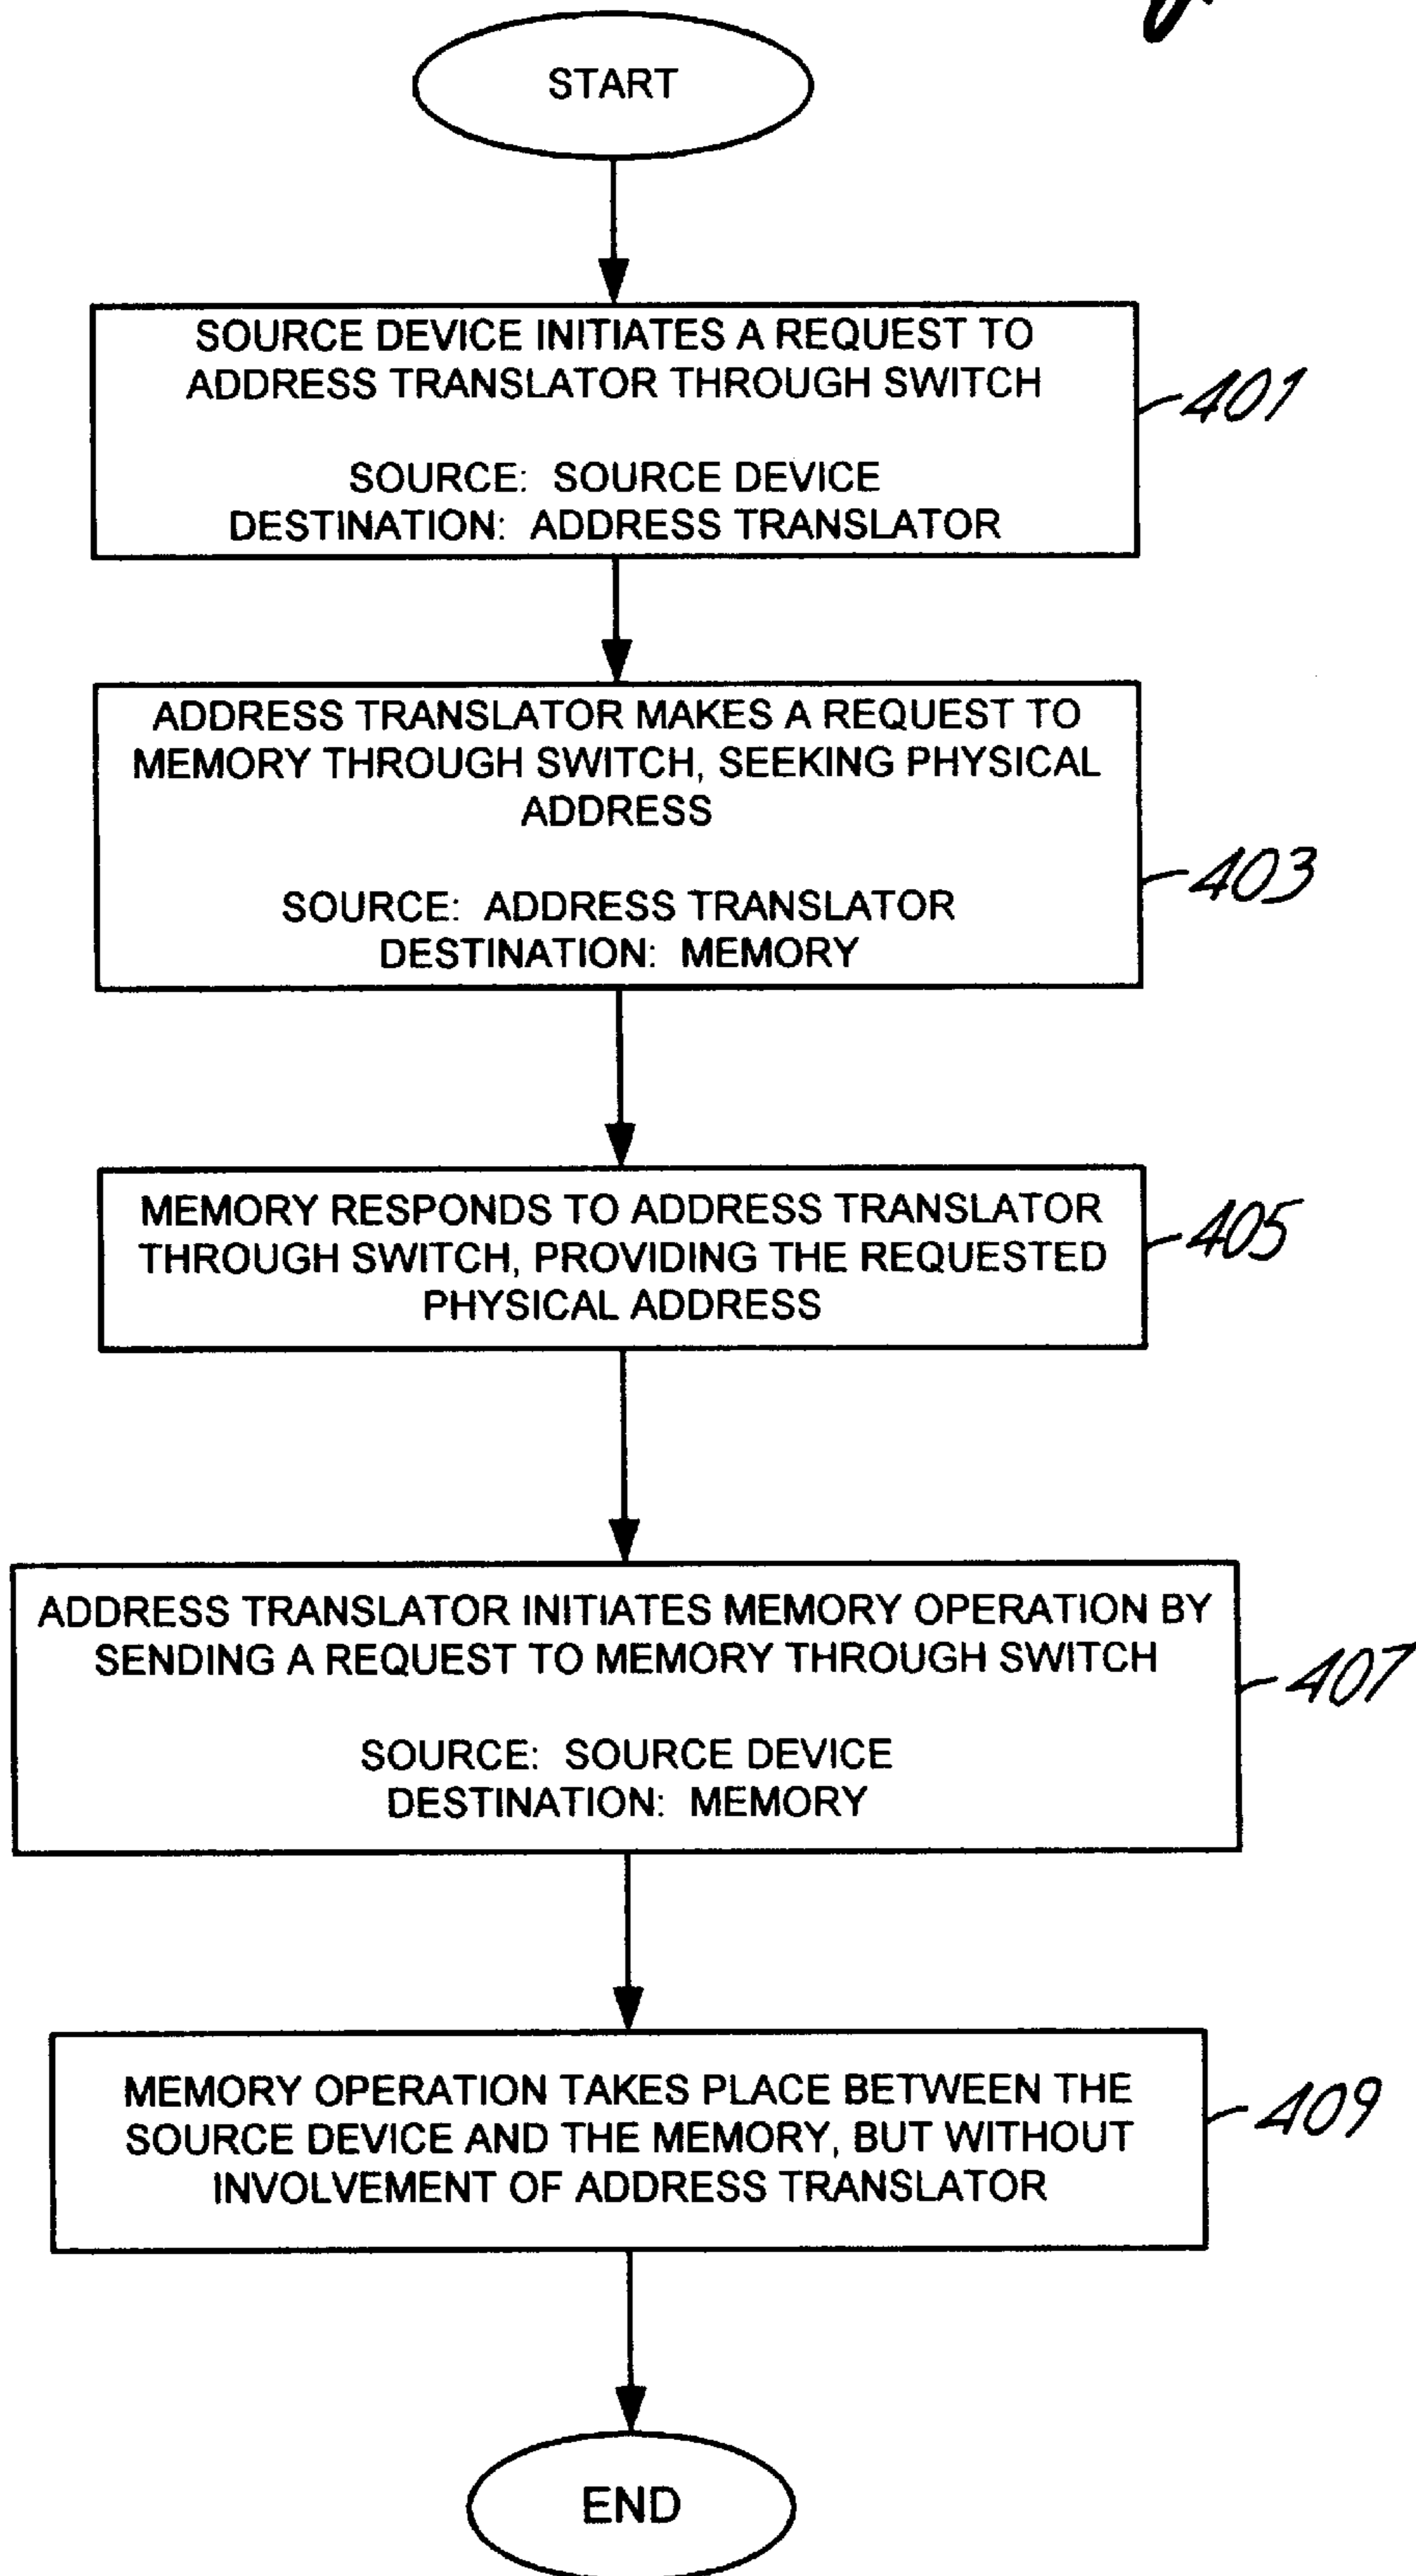 START
SOURCE DEVICE INITIATES A REQUEST TO
ADDRESS TRANSLATOR THROUGH SWITCH
SOURCE: SOURCE DEVICE
DESTINATION: ADDRESS TRANSLATOR
401
ADDRESS TRANSLATOR MAKES A REQUEST TO
MEMORY THROUGH SWITCH, SEEKING PHYSICAL
ADDRESS
SOURCE: ADDRESS TRANSLATOR
DESTINATION: MEMORY
403
MEMORY RESPONDS TO ADDRESS TRANSLATOR
THROUGH SWITCH, PROVIDING THE REQUESTED
PHYSICAL ADDRESS
405
ADDRESS TRANSLATOR INITIATES MEMORY OPERATION BY
SENDING A REQUEST TO MEMORY THROUGH SWITCH
SOURCE: SOURCE DEVICE
DESTINATION: MEMORY
407
MEMORY OPERATION TAKES PLACE BETWEEN THE
SOURCE DEVICE AND THE MEMORY, BUT WITHOUT
INVOLVEMENT OF ADDRESS TRANSLATOR
409
END